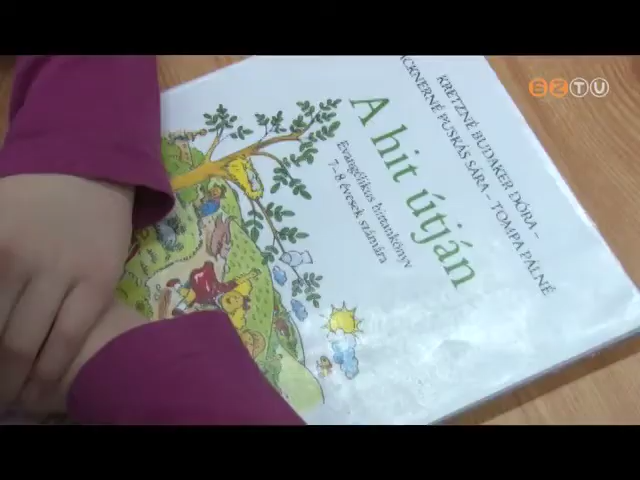 KRETZNÉ BUDAKER DÓRA –
PUSKÁS SÁRA – TOMPA PÁLNÉ
A hit útján
Evangélikus hittankönyv
7–8 évesek számára
SZTV